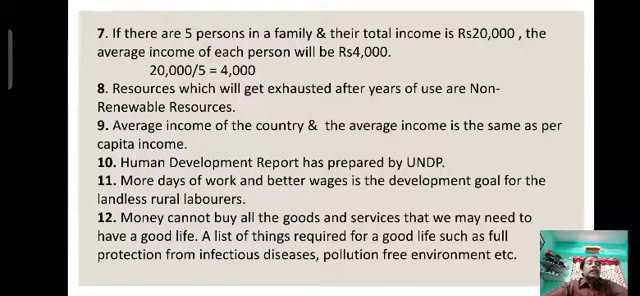 7. If there are 5 persons in a family & their total income is Rs20,000 , the
average income of each person will be Rs4,000.
20,000/5 = 4,000
8. Resources which will get exhausted after years of use are Non-
Renewable Resources.
9. Average income of the country & the average income is the same as per
capita income.
10. Human Development Report has prepared by UNDP.
11. More days of work and better wages is the development goal for the
landless rural labourers.
12. Money cannot buy all the goods and services that we may need to
have a good life. A list of things required for a good life such as full
protection from infectious diseases, pollution free environment etc.